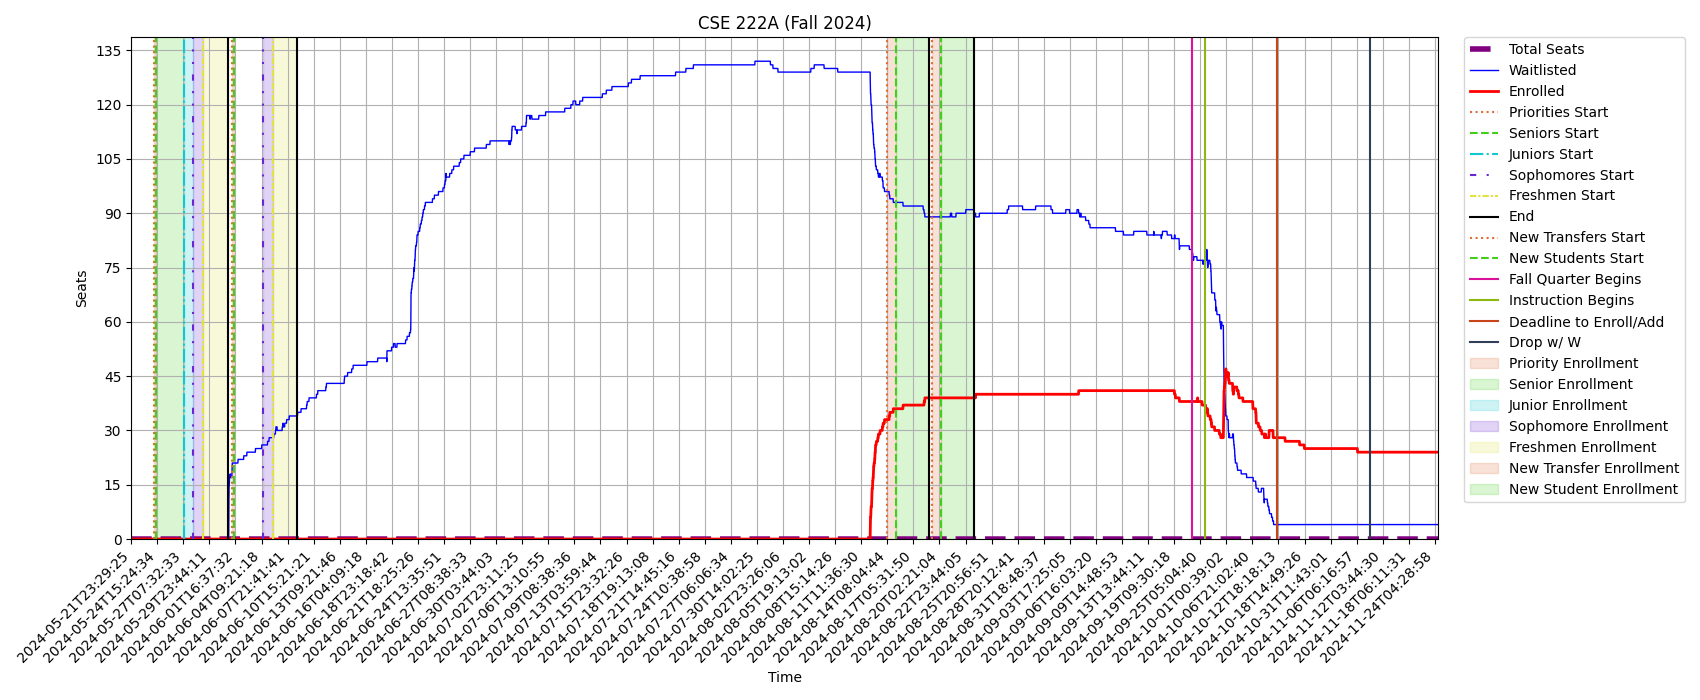 CSE 222A (Fall 2024)
Seats
135
120
105
90
75
60
45
30
15
0
2024-05-21T23:29:25
2024-05-24T15:24:34
2024-05-27T07:32:33
2024-05-29T23:44:11
2024-06-01T16:37:32
2024-06-04T09:21:18
2024-06-07T21:41:41
2024-06-10T15:21:21
2024-06-13T09:21:46
2024-06-16T04:09:18
2024-06-18T23:18:42
2024-06-21T18:25:26
2024-06-24T13:35:51
2024-06-27T08:38:33
2024-06-30T03:44:03
2024-07-02T23:11:25
2024-07-06T13:10:55
2024-07-09T08:38:36
2024-07-13T03:59:44
2024-07-15T23:32:26
2024-07-18T19:13:08
2024-07-21T14:45:16
2024-07-24T10:38:58
2024-07-27T06:06:34
2024-07-30T14:02:25
2024-08-02T23:26:06
2024-08-05T19:13:02
2024-08-08T15:14:26
2024-08-11T11:36:30
2024-08-14T08:04:44
2024-08-17T05:31:50
2024-08-20T02:21:04
2024-08-22T23:44:05
2024-08-25T20:56:51
2024-08-28T20:12:41
2024-08-31T18:48:37
2024-09-03T17:25:05
2024-09-06T16:03:20
2024-09-09T14:48:53
2024-09-13T13:44:11
2024-09-19T09:30:18
2024-09-25T05:04:40
2024-10-01T00:39:02
2024-10-06T21:02:40
2024-10-12T18:18:13
2024-10-18T14:49:26
2024-10-31T11:43:01
2024-11-06T06:16:57
2024-11-12T03:44:30
2024-11-18T06:11:31
2024-11-24T04:28:58
Time
Total Seats
Waitlisted
Enrolled
Priorities Start
Seniors Start
Juniors Start
Sophomores Start
Freshmen Start
End
New Transfers Start
New Students Start
Fall Quarter Begins
Instruction Begins
Deadline to Enroll/Add
Drop w/ W
Priority Enrollment
Senior Enrollment
Junior Enrollment
Sophomore Enrollment
Freshmen Enrollment
New Transfer Enrollment
New Student Enrollment